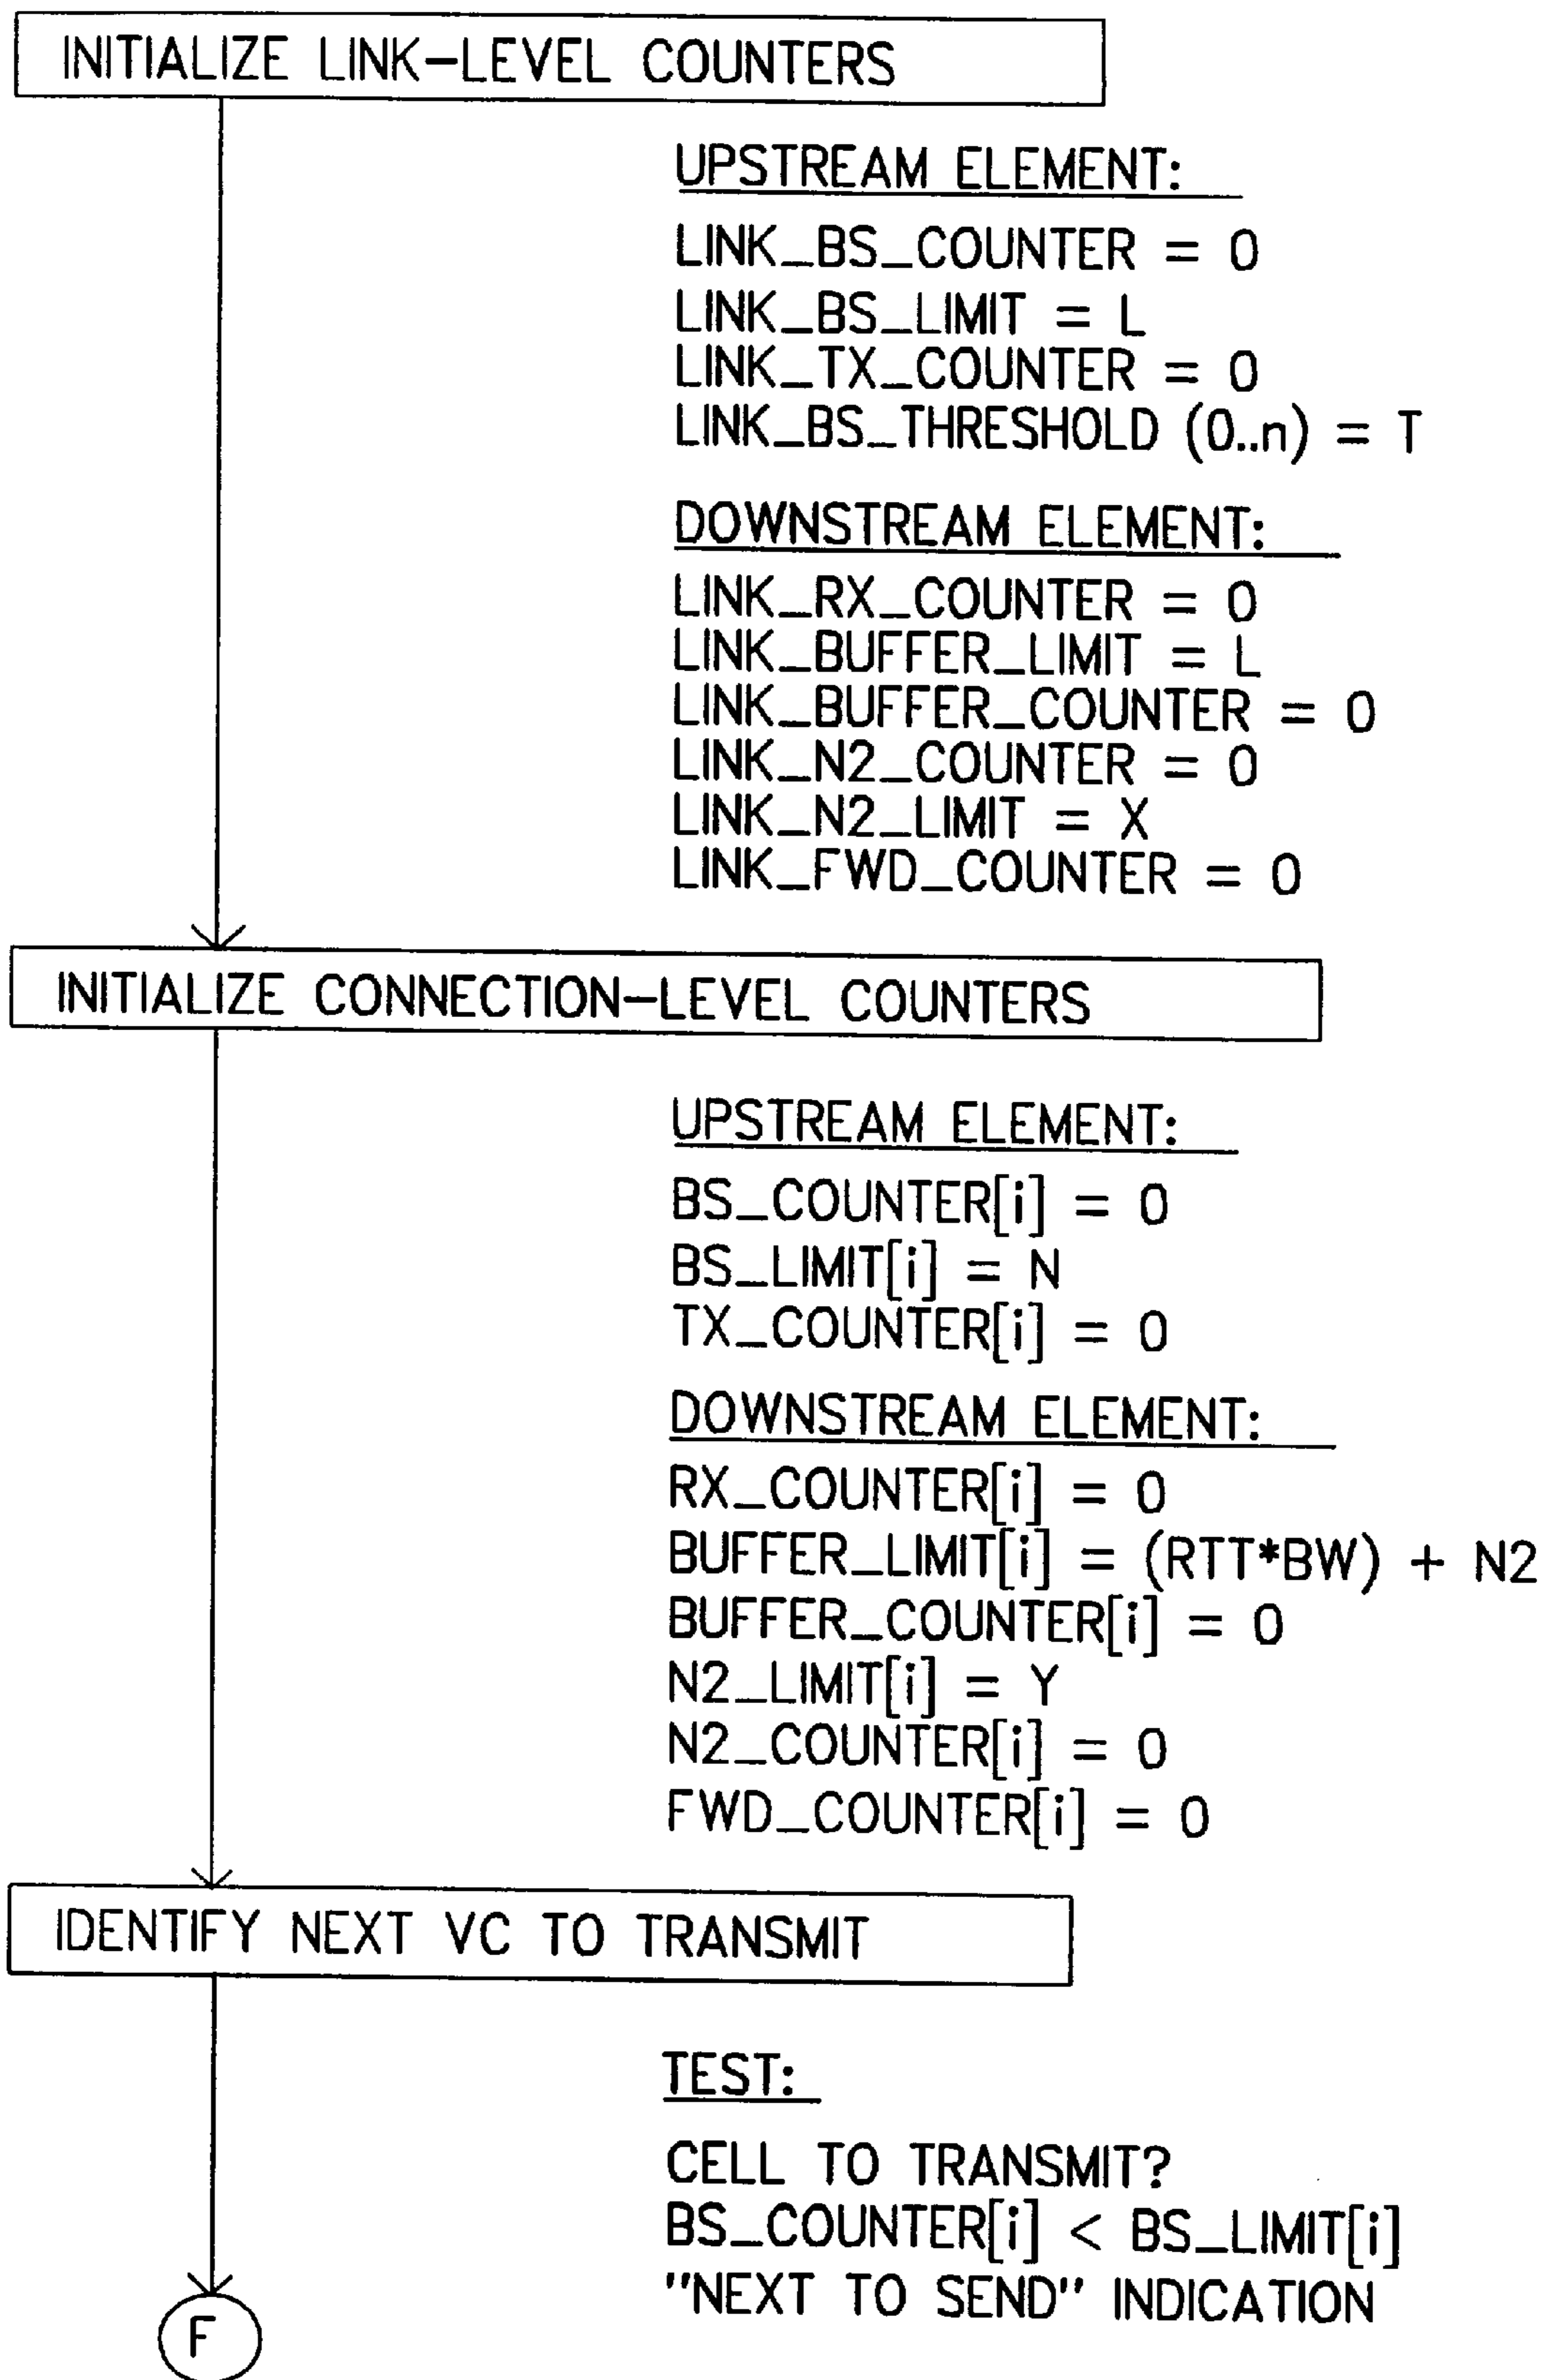 INITIALIZE LINK-LEVEL COUNTERS
UPSTREAM ELEMENT:
LINK_BS_COUNTER = 0
LINK_BS_LIMIT = L
LINK_TX_COUNTER = 0
LINK_BS_THRESHOLD (0..n) = T
DOWNSTREAM ELEMENT:
LINK_RX_COUNTER = 0
LINK_BUFFER_LIMIT = L
LINK_BUFFER_COUNTER = 0
LINK_N2_COUNTER = 0
LINK_N2_LIMIT = X
LINK_FWD_COUNTER = 0
INITIALIZE CONNECTION-LEVEL COUNTERS
UPSTREAM ELEMENT:
BS_COUNTER[i] = 0
BS_LIMIT[i] = N
TX_COUNTER[i] = 0
DOWNSTREAM ELEMENT:
RX_COUNTER[i] = 0
BUFFER_LIMIT[i] = (RTT*BW) + N2
BUFFER_COUNTER[i] = 0
N2_LIMIT[i] = Y
N2_COUNTER[i] = 0
FWD_COUNTER[i] = 0
IDENTIFY NEXT VC TO TRANSMIT
TEST:
CELL TO TRANSMIT?
BS_COUNTER[i] < BS_LIMIT[i]
"NEXT TO SEND" INDICATION
F